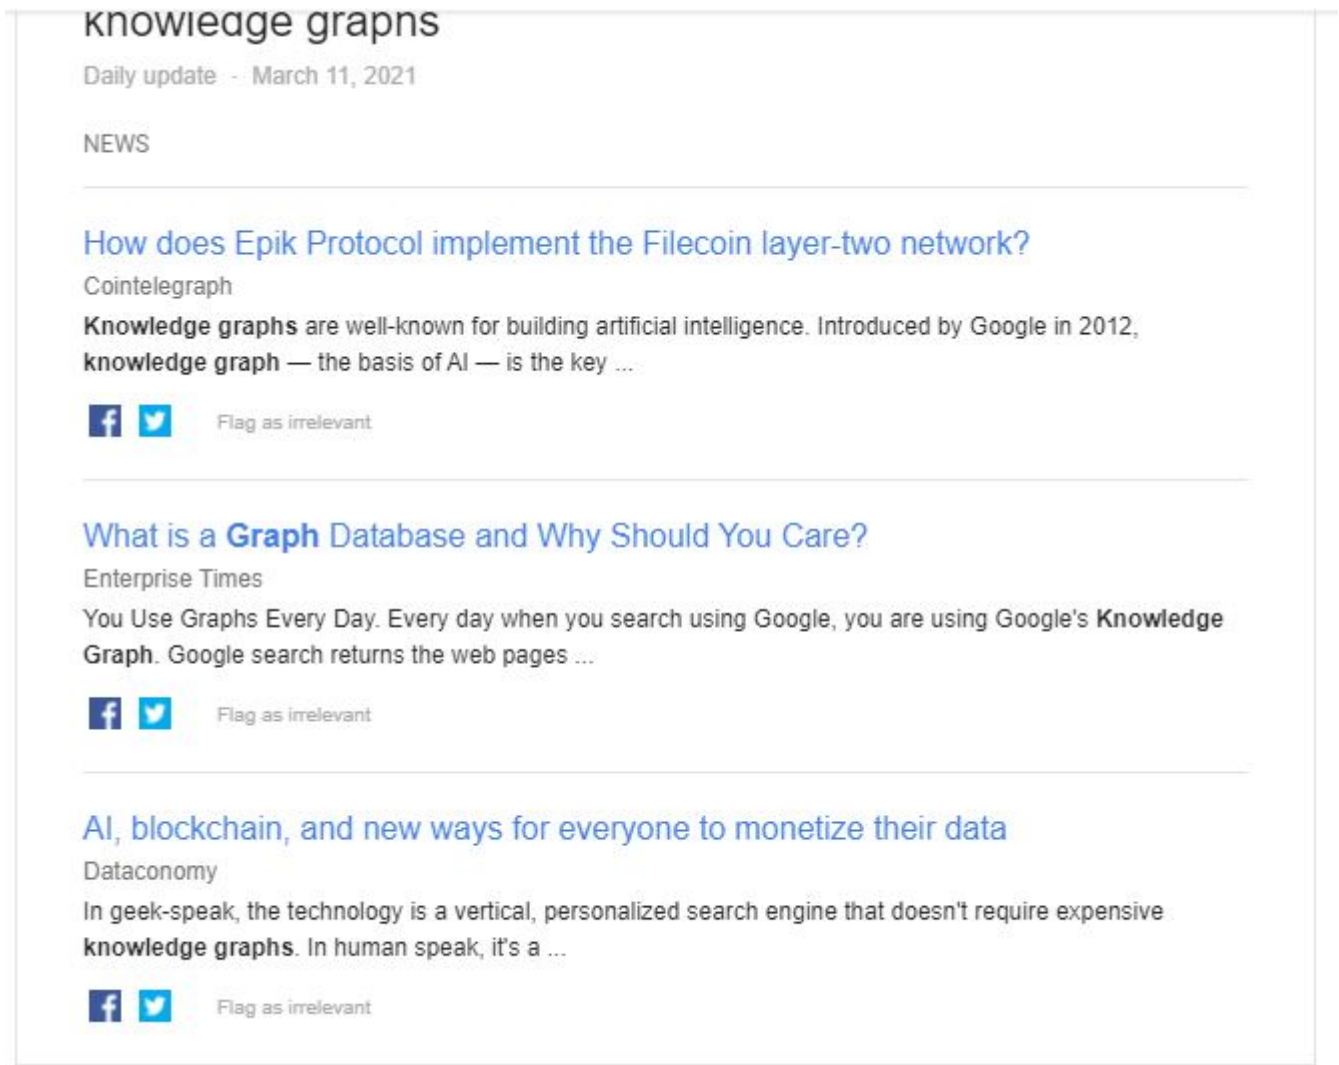 knowledge graphs
Daily update · March 11, 2021
NEWS
How does Epik Protocol implement the Filecoin layer-two network?
Cointelegraph
Knowledge graphs are well-known for building artificial intelligence. Introduced by Google in 2012,
knowledge graph — the basis of AI — is the key ...
Flag as irrelevant
What is a Graph Database and Why Should You Care?
Enterprise Times
You Use Graphs Every Day. Every day when you search using Google, you are using Google's Knowledge
Graph. Google search returns the web pages ...
Flag as irrelevant
AI, blockchain, and new ways for everyone to monetize their data
Dataconomy
In geek-speak, the technology is a vertical, personalized search engine that doesn't require expensive
knowledge graphs. In human speak, it's a ...
Flag as irrelevant